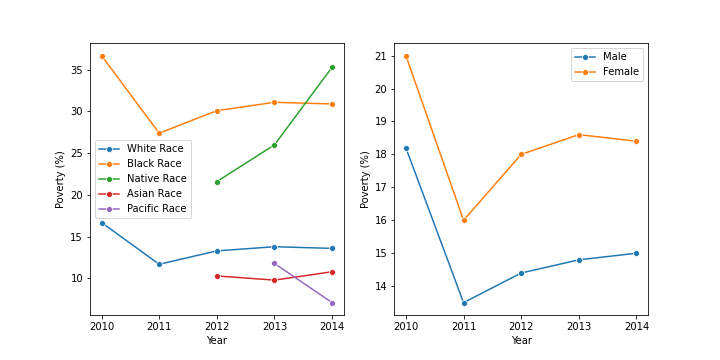 Poverty (%)
35
30
25
20
15
10
White Race
Black Race
Native Race
Asian Race
Pacific Race
2010 2011 2012 2013 2014
Year
Poverty (%)
21
20
19
18
17
16
15
14
Male
Female
2010 2011 2012 2013 2014
Year